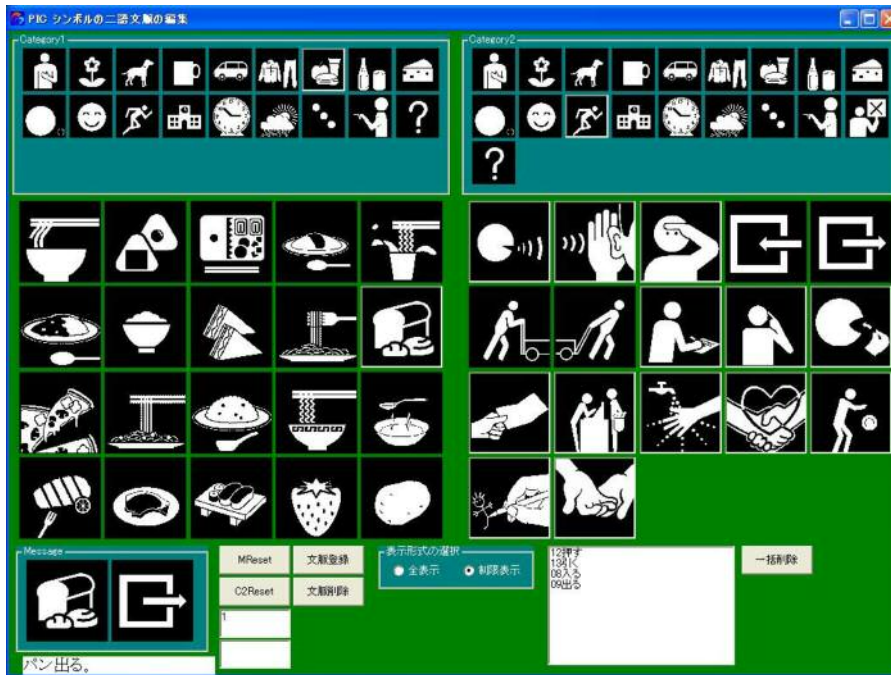 PIC シンボルの二語文脈の編集
Category1
Category2
?
?
Message
MReset
文脈登録
C2Reset
文脈削除
1
表示形式の選択
全表示
制限表示
12押す
13引く
08入る
09出る
一括削除
パン出る。